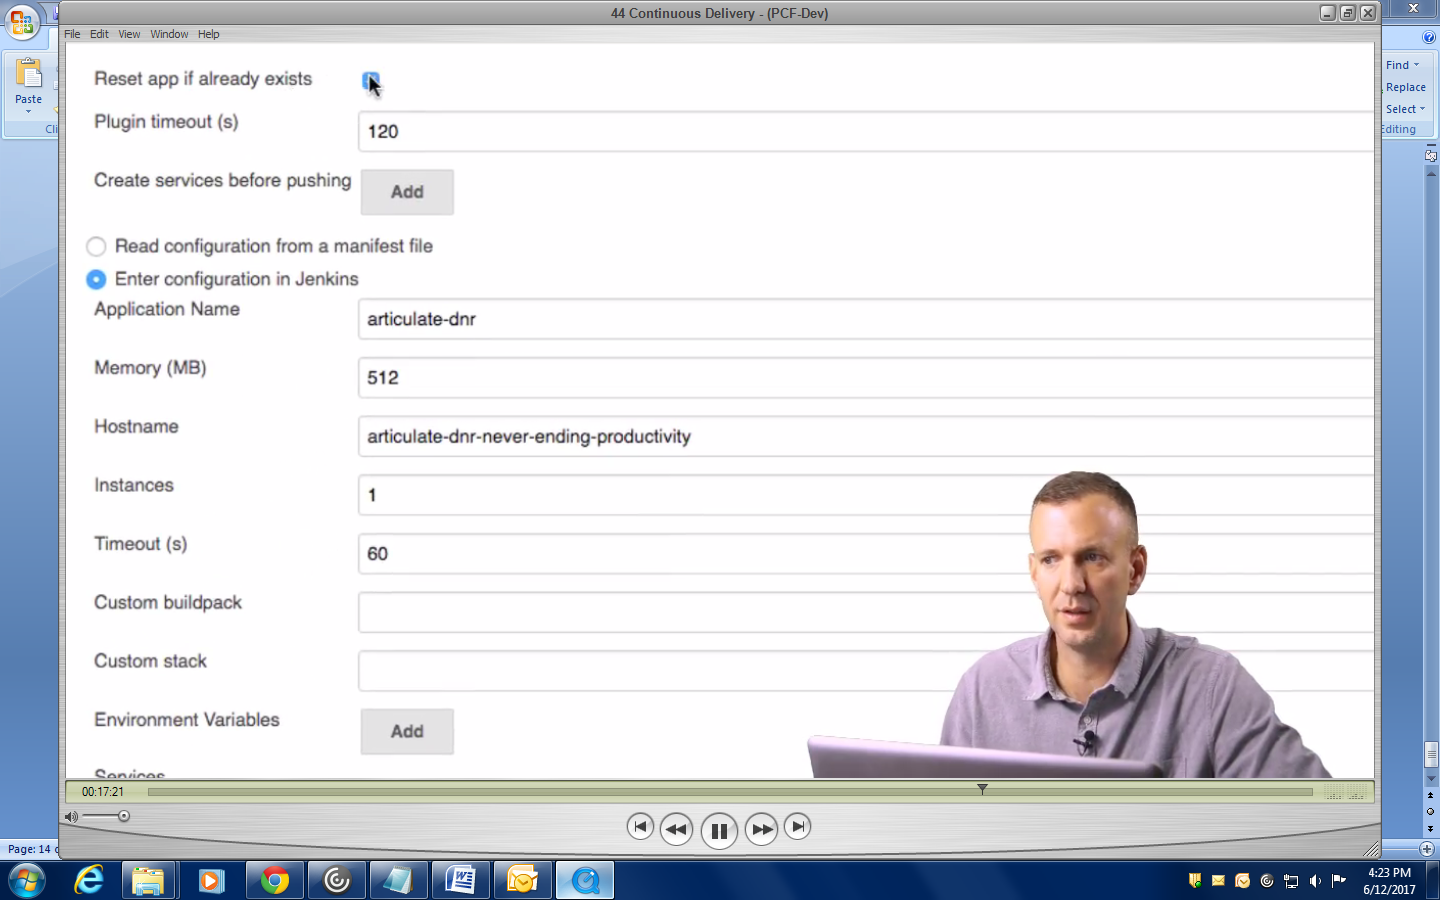 44 Continuous Delivery - (PCF-Dev)
File Edit View Window Help
Paste
Find
Replace
Select
Editing
Reset app if already exists
Plugin timeout (s)
120
Create services before pushing
Add
Read configuration from a manifest file
Enter configuration in Jenkins
Application Name
articulate-dnr
Memory (MB)
512
Hostname
articulate-dnr-never-ending-productivity
Instances
1
Timeout (s)
60
Custom buildpack
Custom stack
Environment Variables
Add
Services
00:17:21
Page: 14
4:23 PM
6/12/2017